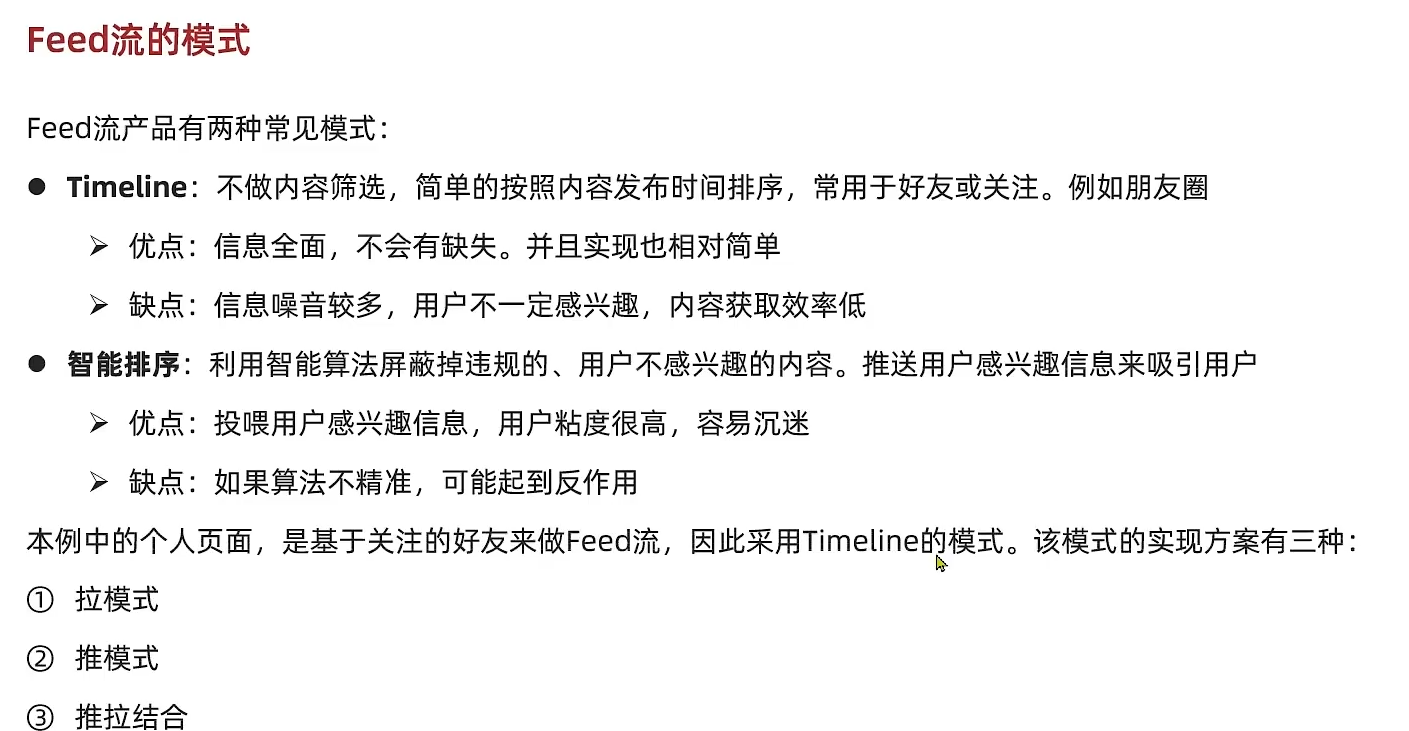 Feed流的模式
Feed流产品有两种常见模式：
● Timeline：不做内容筛选，简单的按照内容发布时间排序，常用于好友或关注。例如朋友圈
➢ 优点：信息全面，不会有缺失。并且实现也相对简单
➢ 缺点：信息噪音较多，用户不一定感兴趣，内容获取效率低
● 智能排序：利用智能算法屏蔽掉违规的、用户不感兴趣的内容。推送用户感兴趣信息来吸引用户
➢ 优点：投喂用户感兴趣信息，用户粘度很高，容易沉迷
➢ 缺点：如果算法不精准，可能起到反作用
本例中的个人页面，是基于关注的好友来做Feed流，因此采用Timeline的模式。该模式的实现方案有三种：
① 拉模式
② 推模式
③ 推拉结合